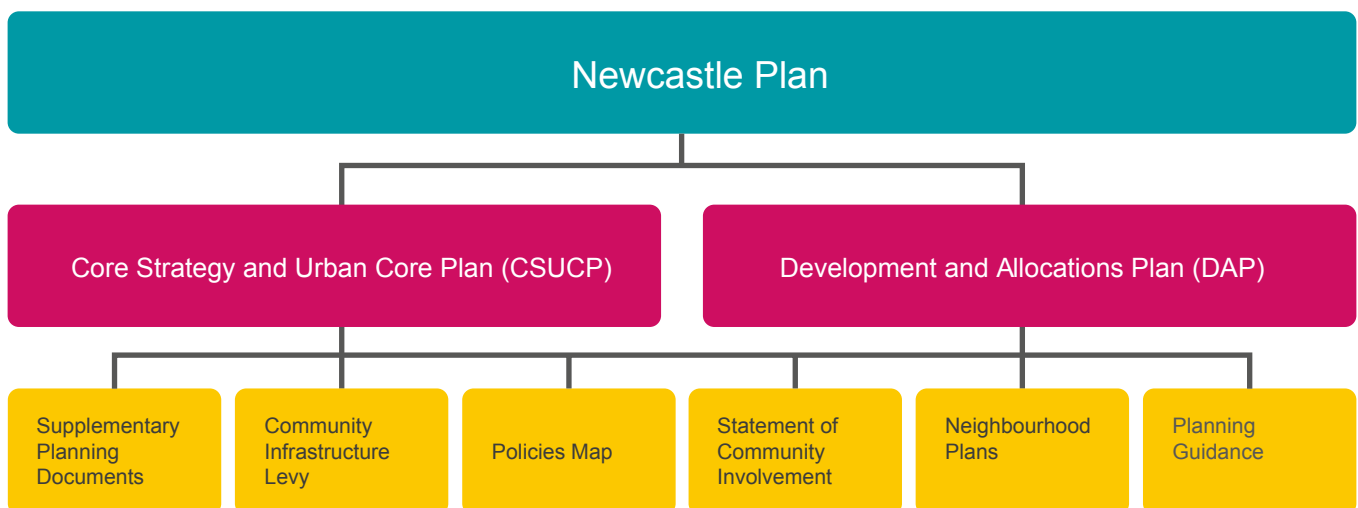 Newcastle Plan
Core Strategy and Urban Core Plan (CSUCP)
Development and Allocations Plan (DAP)
Supplementary
Planning
Documents
Community
Infrastructure
Levy
Policies Map
Statement of
Community
Involvement
Neighbourhood
Plans
Planning
Guidance